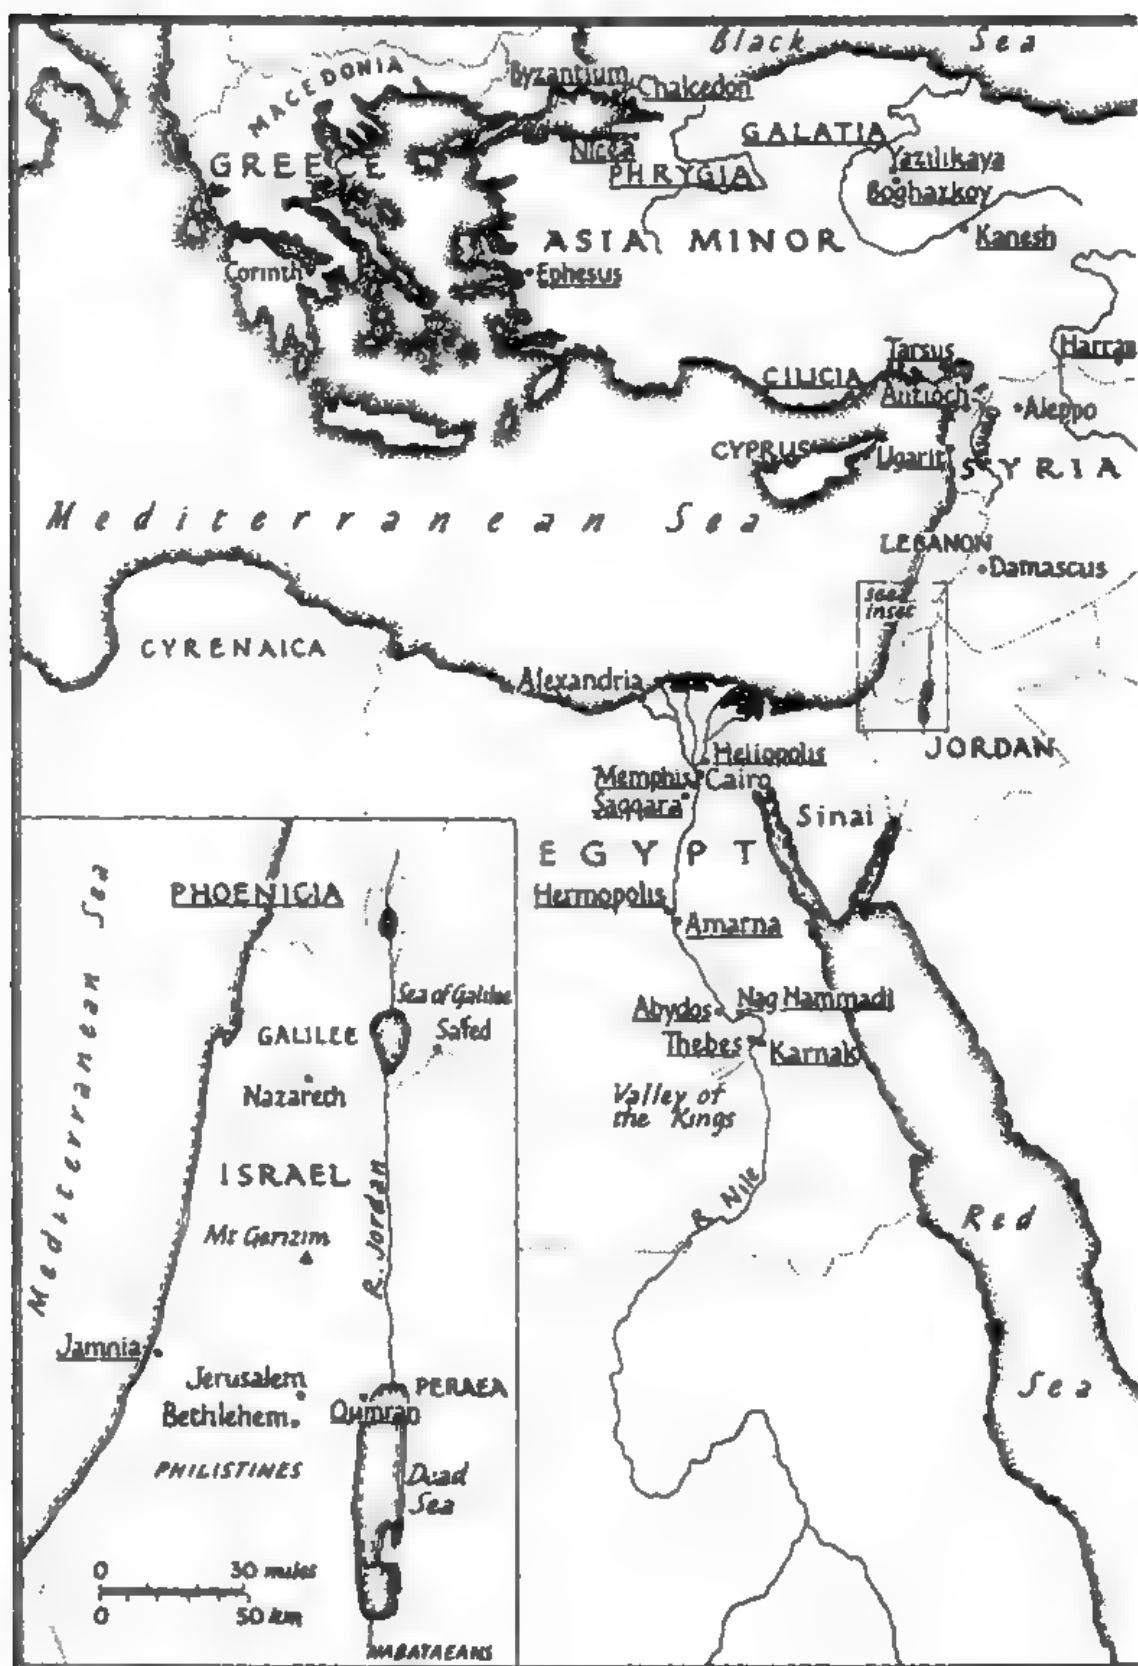 Black Sea
MACEDONIA
Byzantium
Chalcedon
GALATIA
GREECE
Nicea
PHRYGIA
Yazilikaya
Boghazkoy
ASIA MINOR
Kanesh
Corinth
Ephesus
Tarsus
Harran
CILICIA
Antioch
Aleppo
CYPRUS
Ugarit
SYRIA
Mediterranean Sea
LEBANON
Damascus
see
inset
CYRENAICA
Alexandria
JORDAN
Heliopolis
Memphis
Cairo
Saqqara
Sinai
EGYPT
Hermopolis
Amarna
Abydos
Nag Hammadi
Thebes
Karnak
Valley of
the Kings
R. Nile
Red
Sea
Mediterranean Sea
PHOENICIA
Sea of Galilee
GALILEE
Safed
Nazareth
ISRAEL
R. Jordan
Mt Gerizim
Jamnia
Jerusalem
PERAEA
Bethlehem
Qumran
PHILISTINES
Dead
Sea
0 30 miles
0 50 km
NABATAEANS